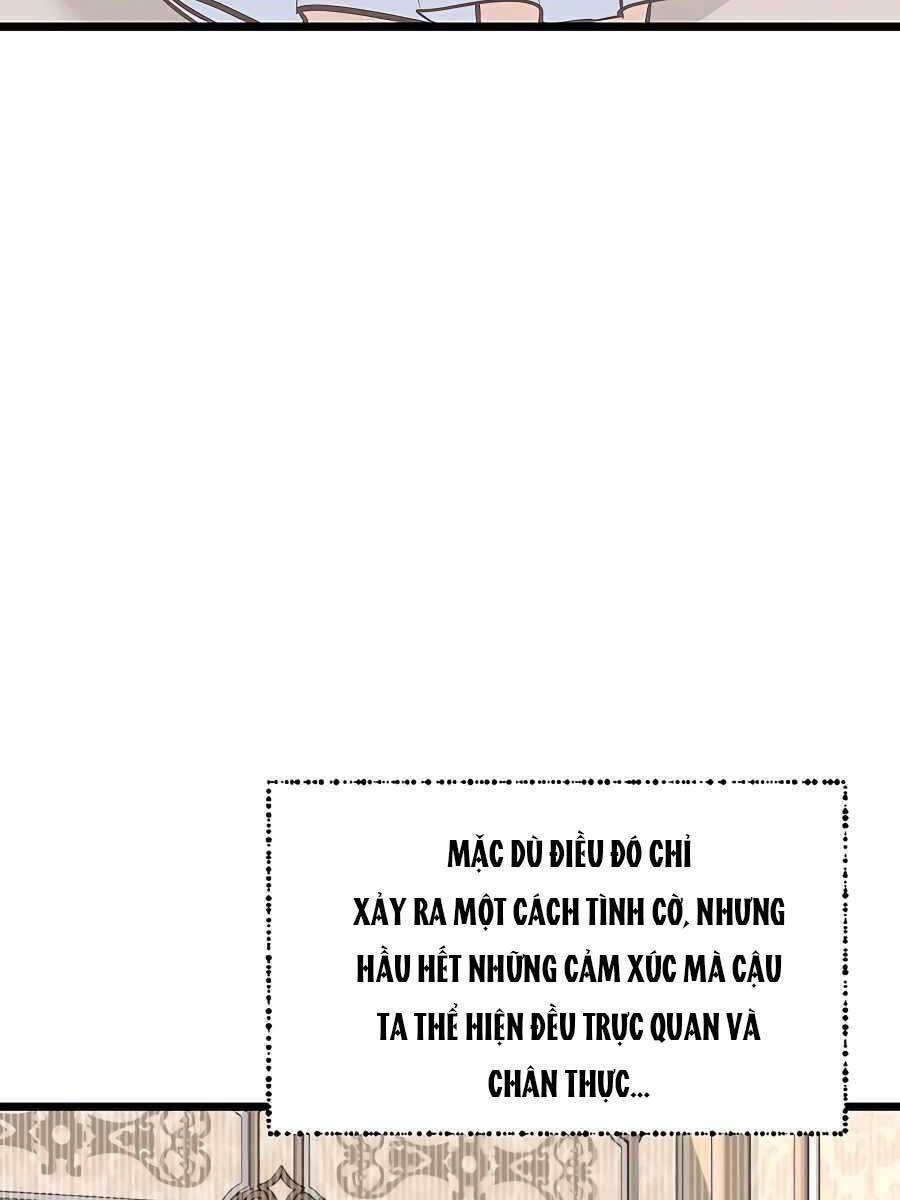 MẶC DÙ ĐIỀU ĐÓ CHỈ
XẢY RA MỘT CÁCH TÌNH CỜ, NHƯNG
HẦU HẾT NHỮNG CẢM XÚC MÀ CẬU
TA THỂ HIỆN ĐỀU TRỰC QUAN VÀ
CHÂN THỰC...